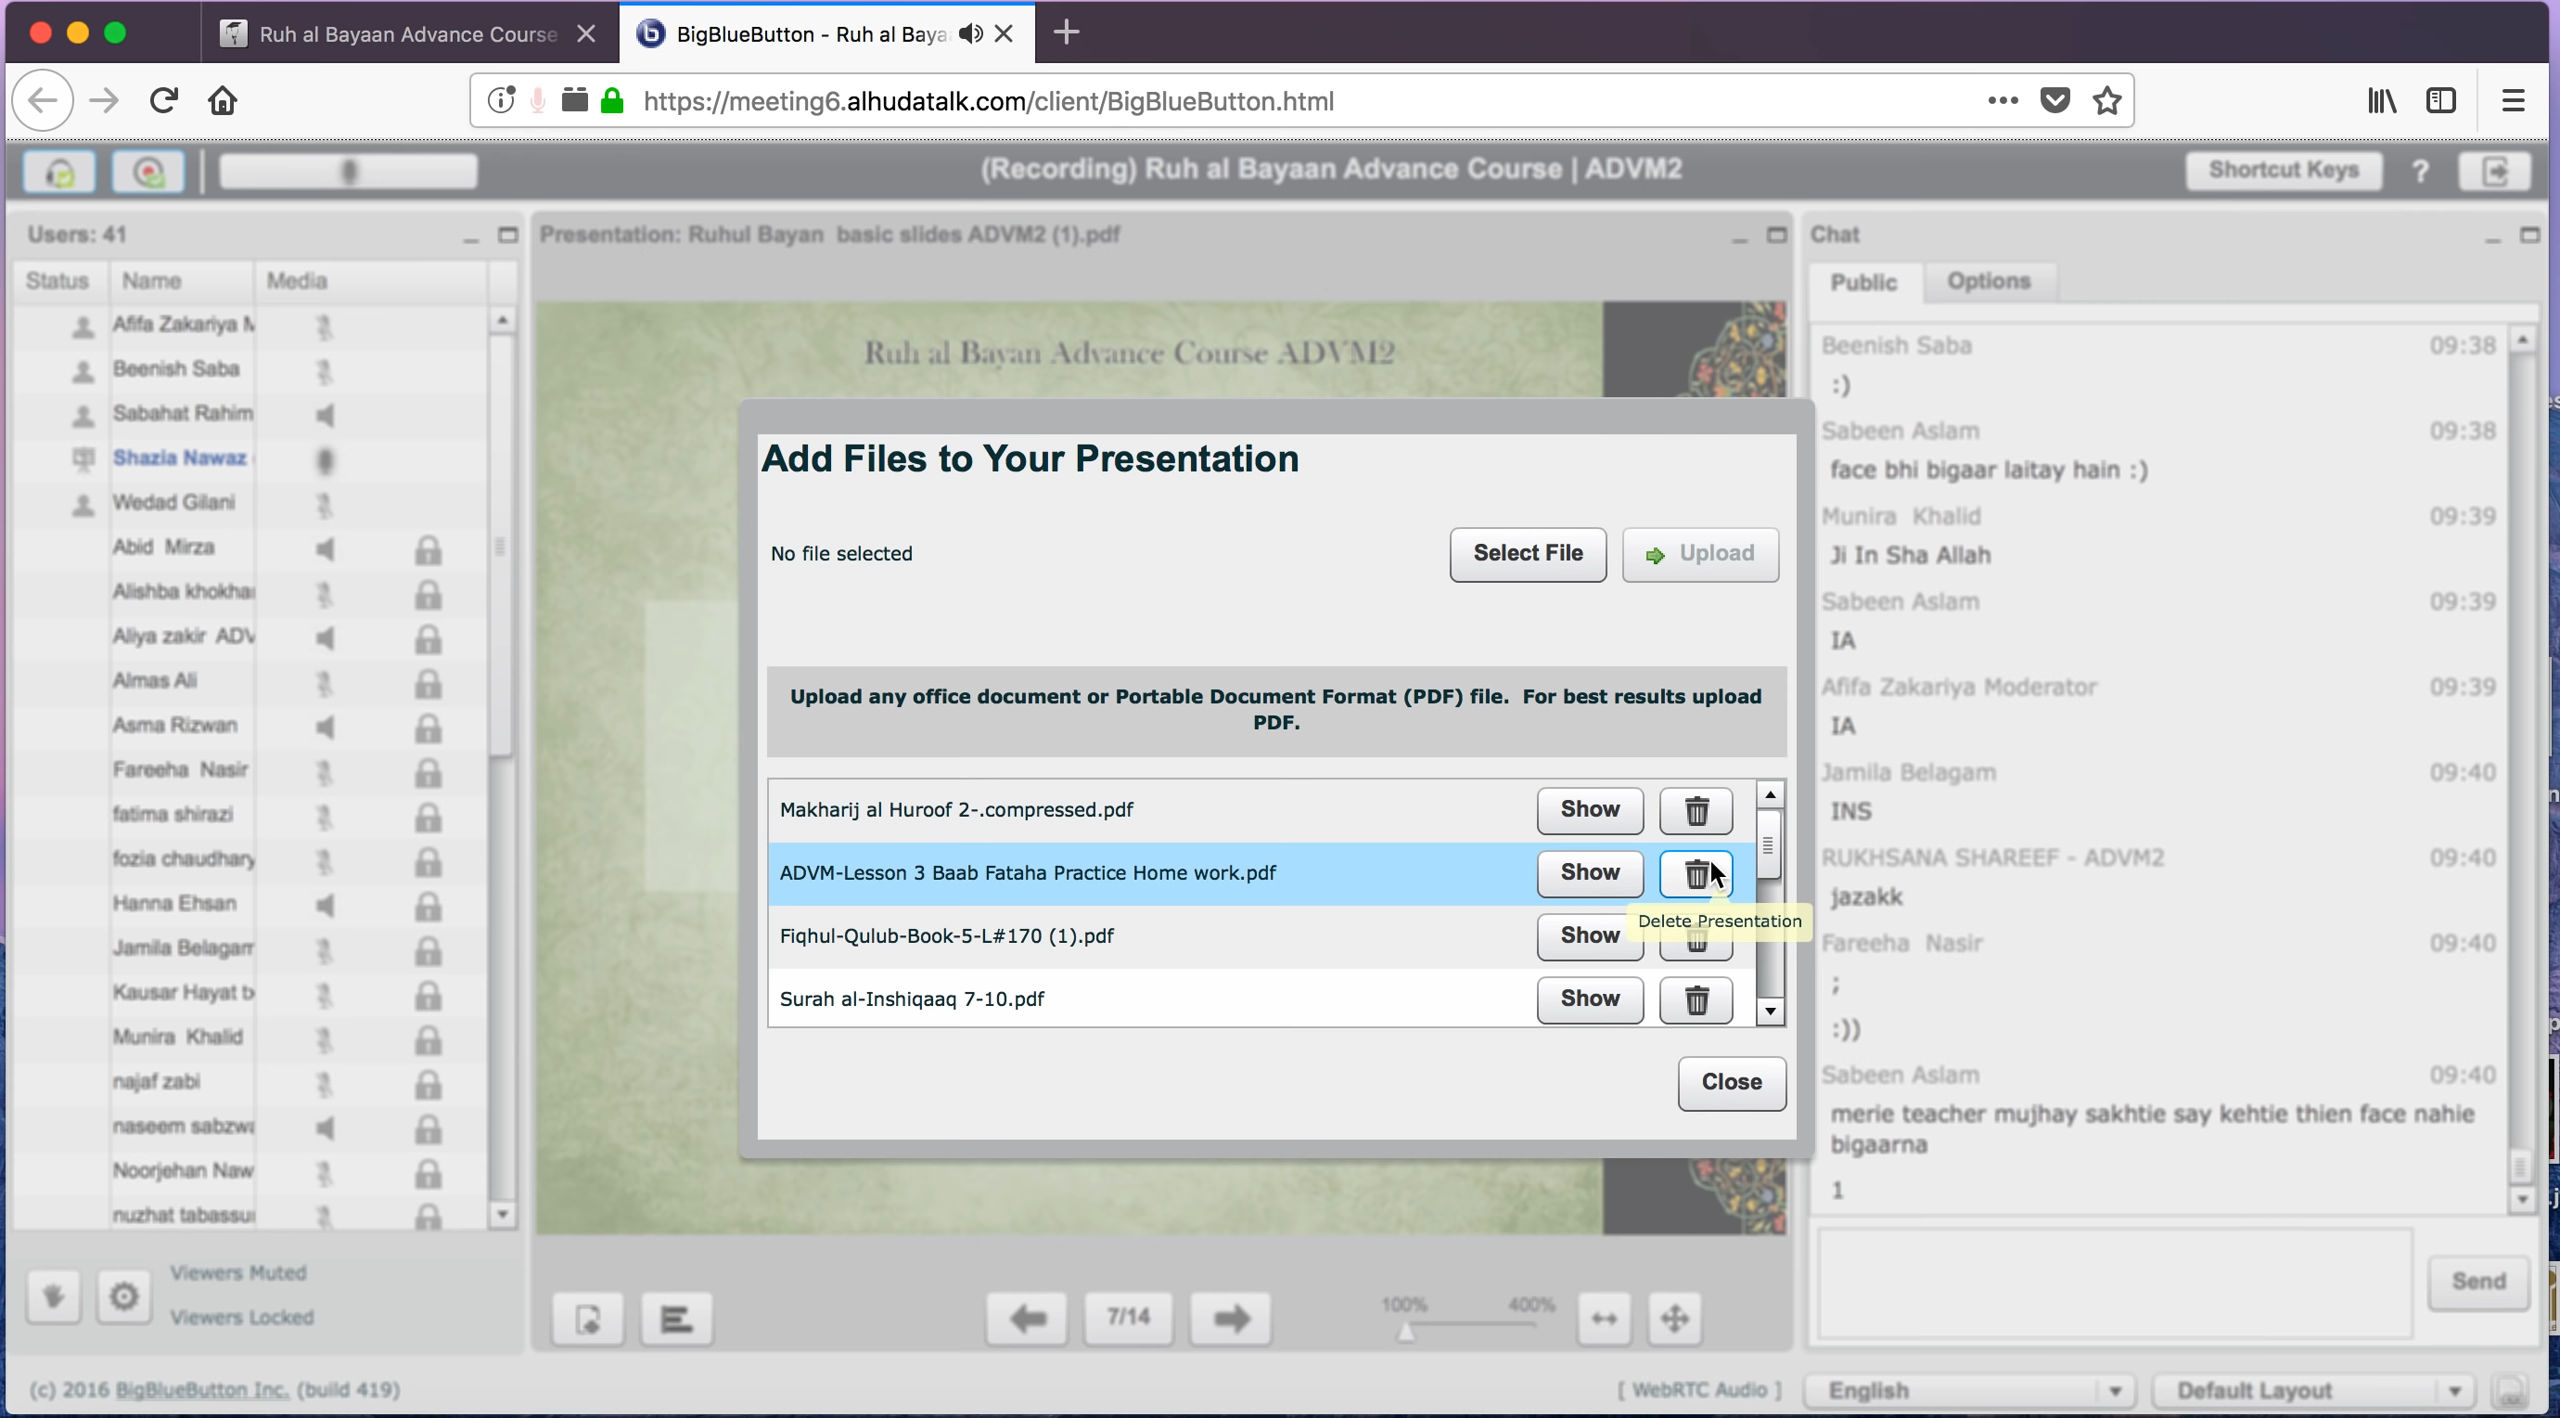 Ruh al Bayaan Advance Course
BigBlueButton - Ruh al Baya
https://meeting6.alhudatalk.com/client/BigBlueButton.html
(Recording) Ruh al Bayaan Advance Course | ADVM2
Shortcut Keys
?
Users: 41
Status Name Media
Afifa Zakariya M
Beenish Saba
Sabahat Rahim
Shazia Nawaz
Wedad Gilani
Abid Mirza
Alishba khokhar
Aliya zakir ADV
Almas Ali
Asma Rizwan
Fareeha Nasir
fatima shirazi
fozia chaudhary
Hanna Ehsan
Jamila Belagam
Kausar Hayat
Munira Khalid
najaf zabi
naseem sabzwa
Noorjehan Naw
nuzhat tabassu
Viewers Muted
Viewers Locked
Presentation: Ruhul Bayan basic slides ADVM2 (1).pdf
Ruh al Bayan Advance Course ADVM2
Add Files to Your Presentation
No file selected
Select File
Upload
Upload any office document or Portable Document Format (PDF) file. For best results upload
PDF.
Makharij al Huroof 2-.compressed.pdf Show
ADVM-Lesson 3 Baab Fataha Practice Home work.pdf Show
Delete Presentation
Fiqhul-Qulub-Book-5-L#170 (1).pdf Show
Surah al-Inshiqaaq 7-10.pdf Show
Close
7/14
100% 400%
Chat
Public Options
Beenish Saba 09:38
:)
Sabeen Aslam 09:38
face bhi bigaar laitay hain :)
Munira Khalid 09:39
Ji In Sha Allah
Sabeen Aslam 09:39
IA
Afifa Zakariya Moderator 09:39
IA
Jamila Belagam 09:40
INS
RUKHSANA SHAREEF - ADVM2 09:40
jazakk
Fareeha Nasir 09:40
;
:))
Sabeen Aslam 09:40
merie teacher mujhay sakhtie say kehtie thien face nahie
bigaarna
1
Send
(c) 2016 BigBlueButton Inc. (build 419)
[ WebRTC Audio ]
English
Default Layout